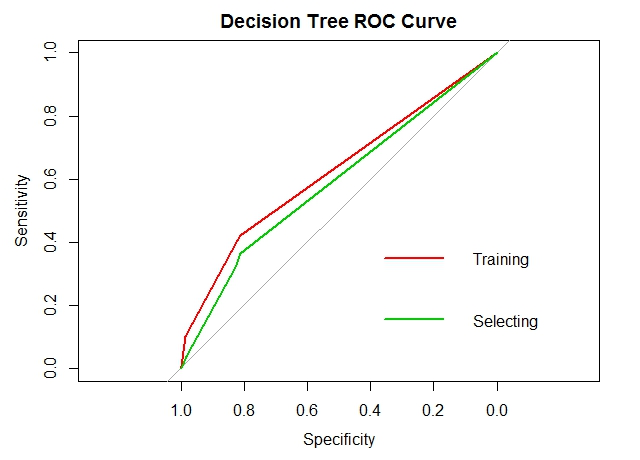 Decision Tree ROC Curve
Sensitivity
1.0
0.8
0.6
0.4
0.2
0.0
Training
Selecting
1.0 0.8 0.6 0.4 0.2 0.0
Specificity